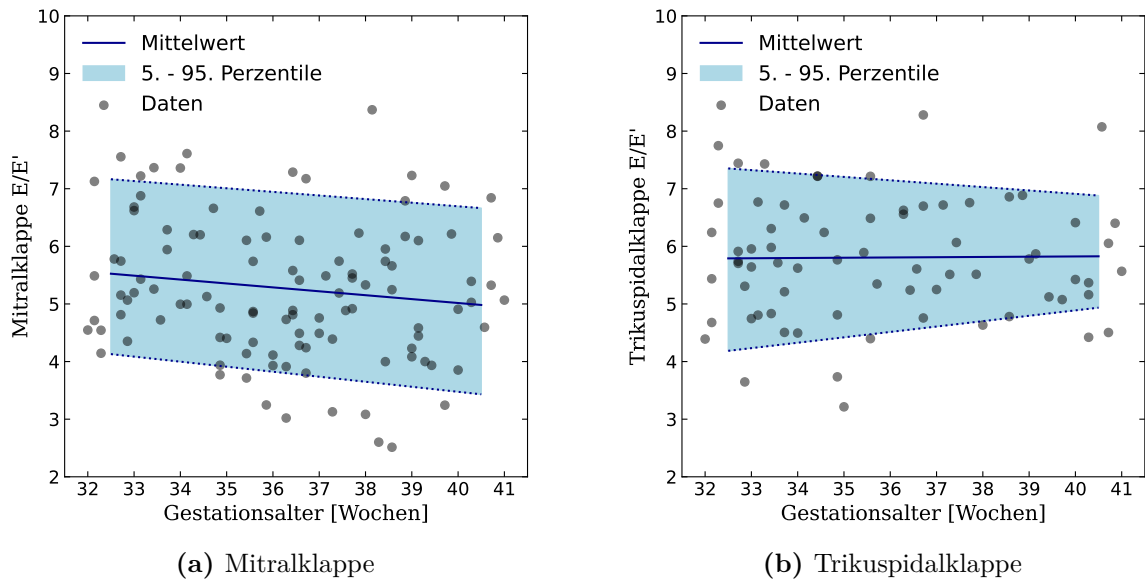 10
9
8
7
6
5
4
3
2
Mittelwert
5. - 95. Perzentile
Daten
Mitralklappe E/E'
32 33 34 35 36 37 38 39 40 41
Gestationsalter [Wochen]
(a) Mitralklappe
10
9
8
7
6
5
4
3
2
Mittelwert
5. - 95. Perzentile
Daten
Trikuspidalklappe E/E'
32 33 34 35 36 37 38 39 40 41
Gestationsalter [Wochen]
(b) Trikuspidalklappe